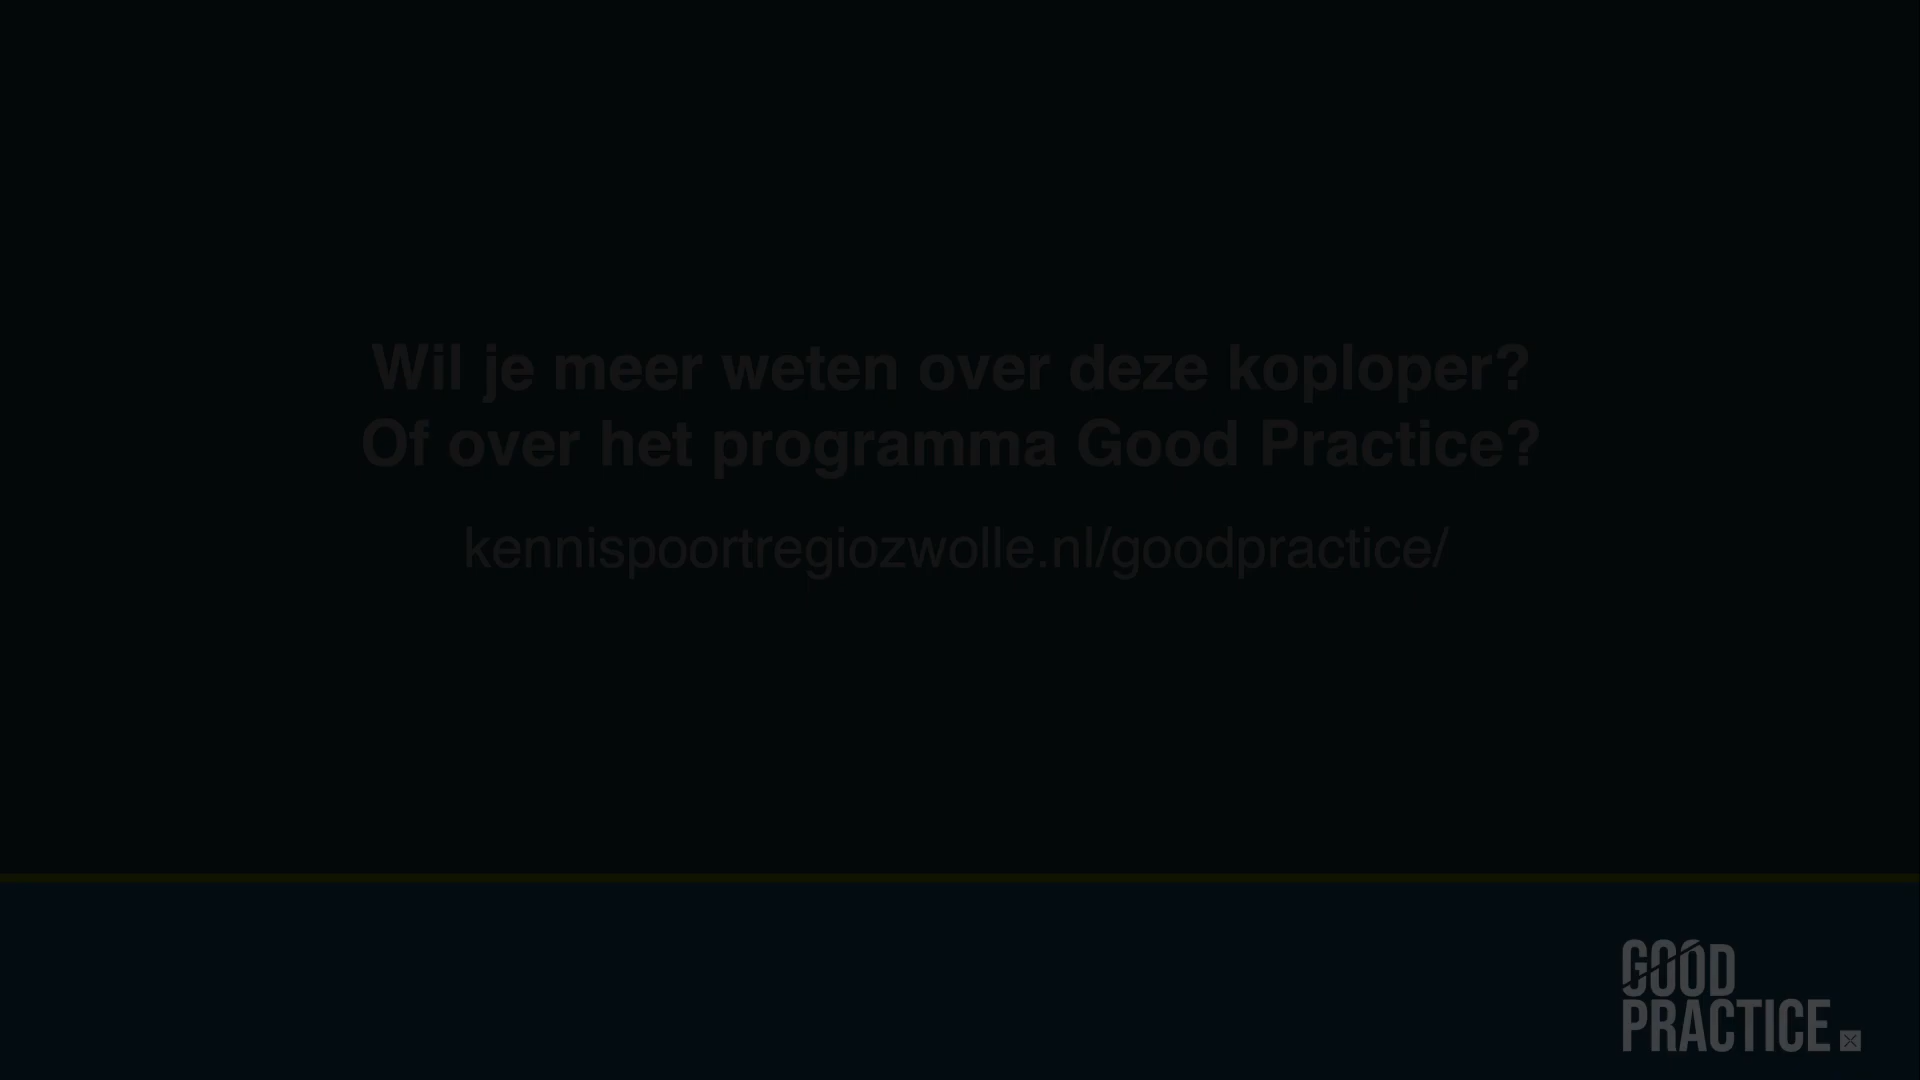 Wil je meer weten over deze koploper?
Of over het programma Good Practice?
kennispoortregiozwolle.nl/goodpractice/
GOOD
PRACTICE